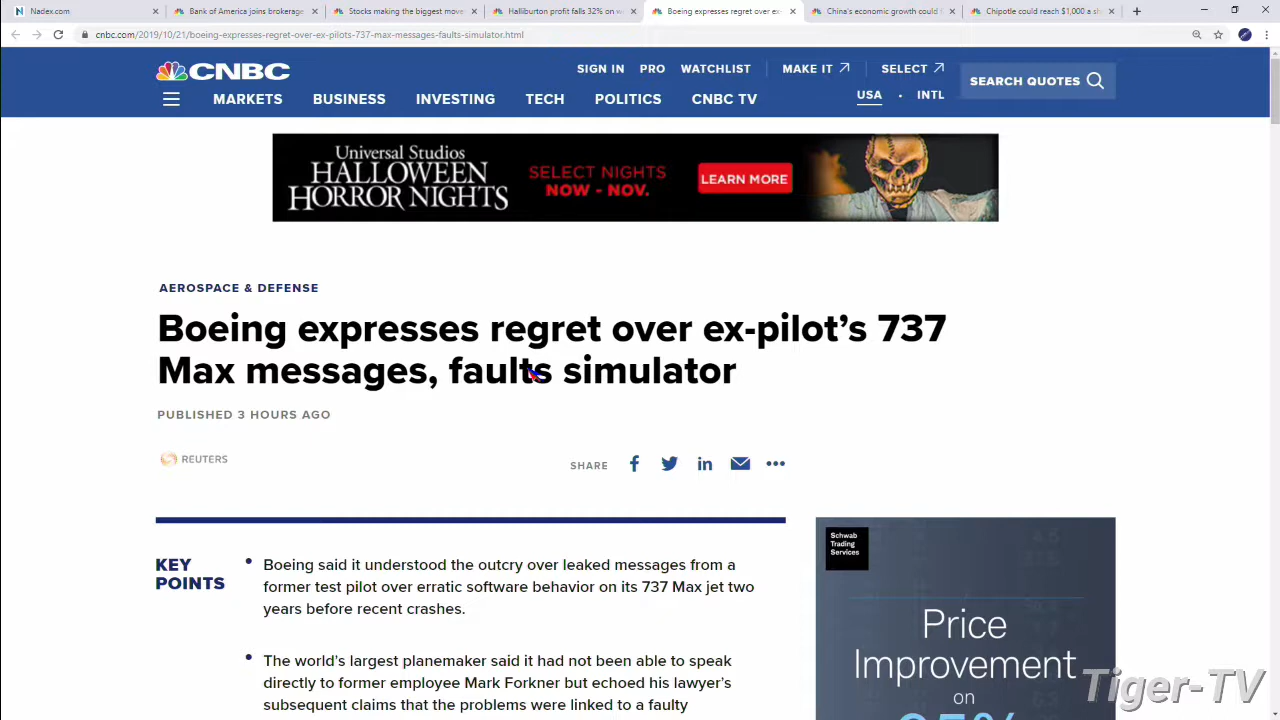 Nadex.com
Bank of America joins brokerage
Stocks making the biggest move
Halliburton profit falls 32% on w
Boeing expresses regret over ex
China's economic growth could
Chipotle could reach $1,000 a
cnbc.com/2019/10/21/boeing-expresses-regret-over-ex-pilots-737-max-messages-faults-simulator.html
CNBC
SIGN IN PRO WATCHLIST MAKE IT SELECT
SEARCH QUOTES
USA • INTL
MARKETS BUSINESS INVESTING TECH POLITICS CNBC TV
Universal Studios
HALLOWEEN
HORROR NIGHTS
SELECT NIGHTS
NOW - NOV.
LEARN MORE
AEROSPACE & DEFENSE
Boeing expresses regret over ex-pilot’s 737
Max messages, faults simulator
PUBLISHED 3 HOURS AGO
REUTERS
SHARE
KEY
POINTS
• Boeing said it understood the outcry over leaked messages from a
former test pilot over erratic software behavior on its 737 Max jet two
years before recent crashes.
• The world’s largest planemaker said it had not been able to speak
directly to former employee Mark Forkner but echoed his lawyer’s
subsequent claims that the problems were linked to a faulty
Schwab
Trading
Services
Price
Improvement
on
Tiger-TV